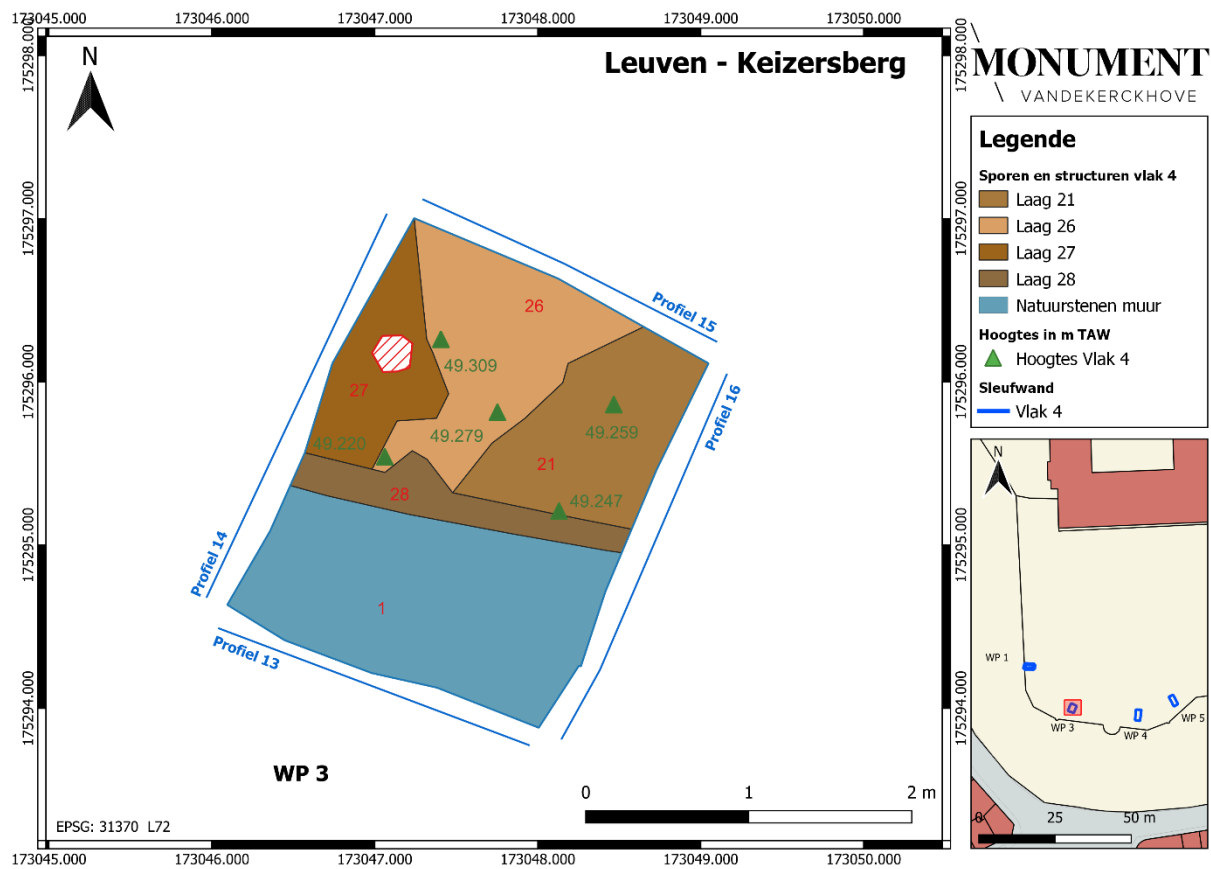 173045.000 173046.000 173047.000 173048.000 173049.000 173050.000
175298.000
175297.000
175296.000
175295.000
175294.000
N
Leuven - Keizersberg
Profiel 15
26
49.309
27
Profiel 16
49.279
49.259
49.220
21
28
49.247
Profiel 14
1
Profiel 13
WP 3
0 1 2 m
EPSG: 31370 L72
175298.000
175297.000
175296.000
175295.000
175294.000
173045.000 173046.000 173047.000 173048.000 173049.000 173050.000
MONUMENT
VANDEKERCKHOVE
Legende
Sporen en structuren vlak 4
Laag 21
Laag 26
Laag 27
Laag 28
Natuurstenen muur
Hoogtes in m TAW
Hoogtes Vlak 4
Sleufwand
Vlak 4
N
WP 1
WP 3
WP 4
WP 5
0 25 50 m